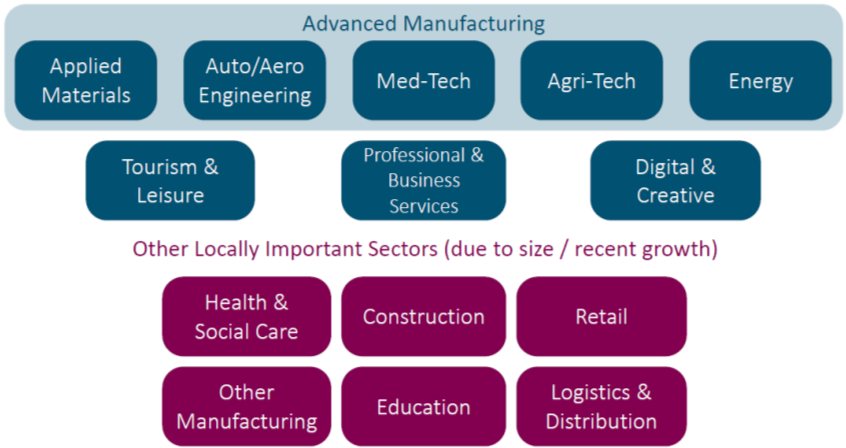 Advanced Manufacturing
Applied
Materials
Auto/Aero
Engineering
Med-Tech
Agri-Tech
Energy
Tourism &
Leisure
Professional &
Business
Services
Digital &
Creative
Other Locally Important Sectors (due to size / recent growth)
Health &
Social Care
Construction
Retail
Other
Manufacturing
Education
Logistics &
Distribution